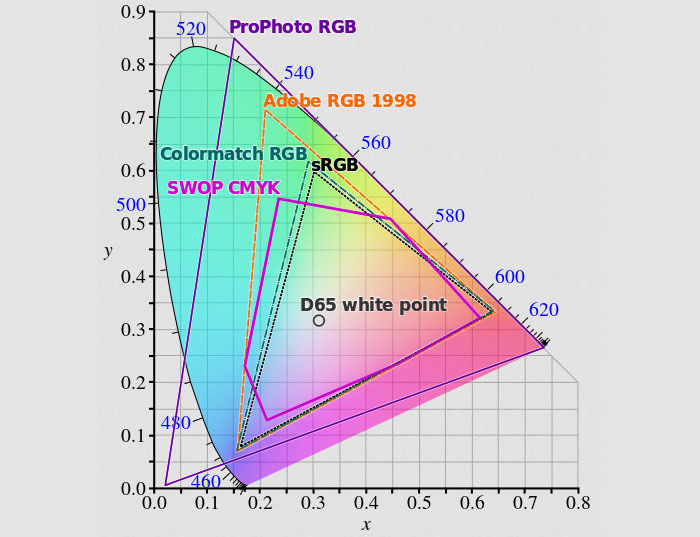 0.9
520
ProPhoto RGB
0.8
540
0.7
Adobe RGB 1998
560
0.6
Colormatch RGB
sRGB
SWOP CMYK
500
580
0.5
y
0.4
600
D65 white point
620
0.3
0.2
480
0.1
460
0.0
0.0 0.1 0.2 0.3 0.4 0.5 0.6 0.7 0.8
x